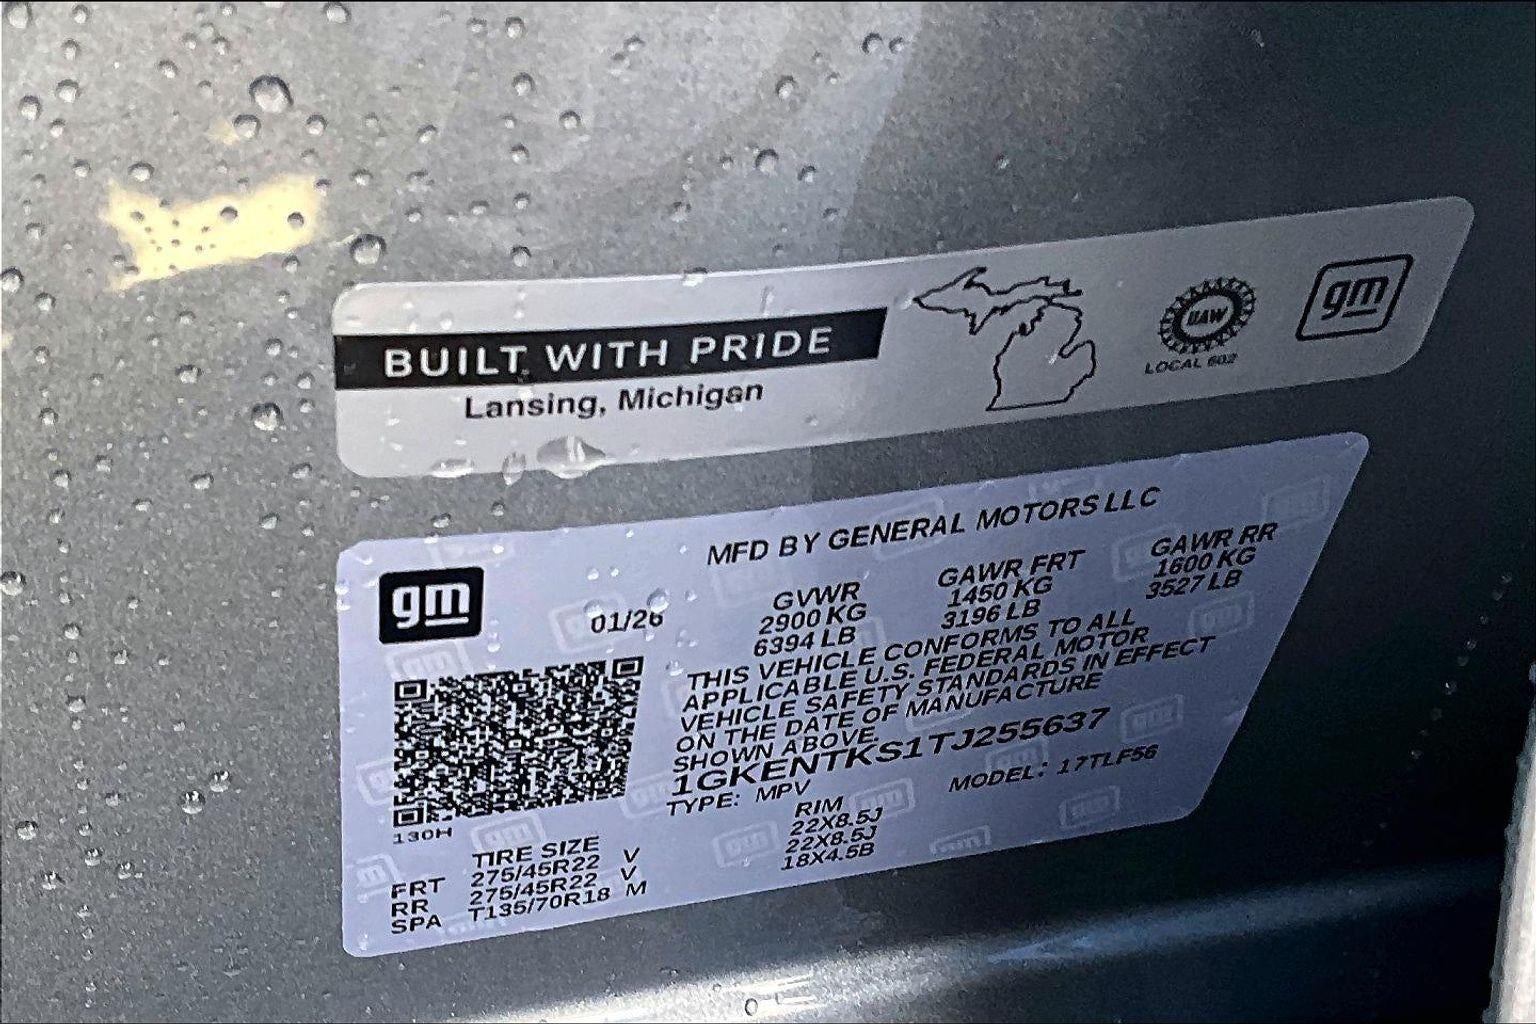 BUILT WITH PRIDE
Lansing, Michigan
UAW
LOCAL 602
gm
MFD BY GENERAL MOTORS LLC
gm
01/26
GVWR GAWR FRT GAWR RR
2900 KG 1450 KG 1600 KG
6394 LB 3196 LB 3527 LB
THIS VEHICLE CONFORMS TO ALL
APPLICABLE U.S. FEDERAL MOTOR
VEHICLE SAFETY STANDARDS IN EFFECT
ON THE DATE OF MANUFACTURE
SHOWN ABOVE.
1GKENTKS1TJ255637
TYPE: MPV MODEL: 17TLF56
130H
TIRE SIZE RIM
FRT 275/45R22 V 22X8.5J
RR 275/45R22 V 22X8.5J
SPA T135/70R18 M 18X4.5B